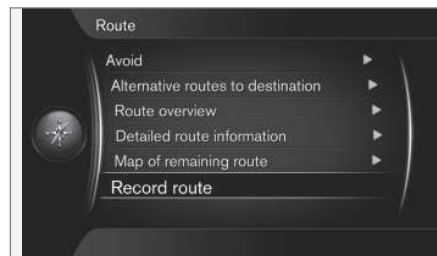 Route
Avoid
Alternative routes to destination
Route overview
Detailed route information
Map of remaining route
Record route